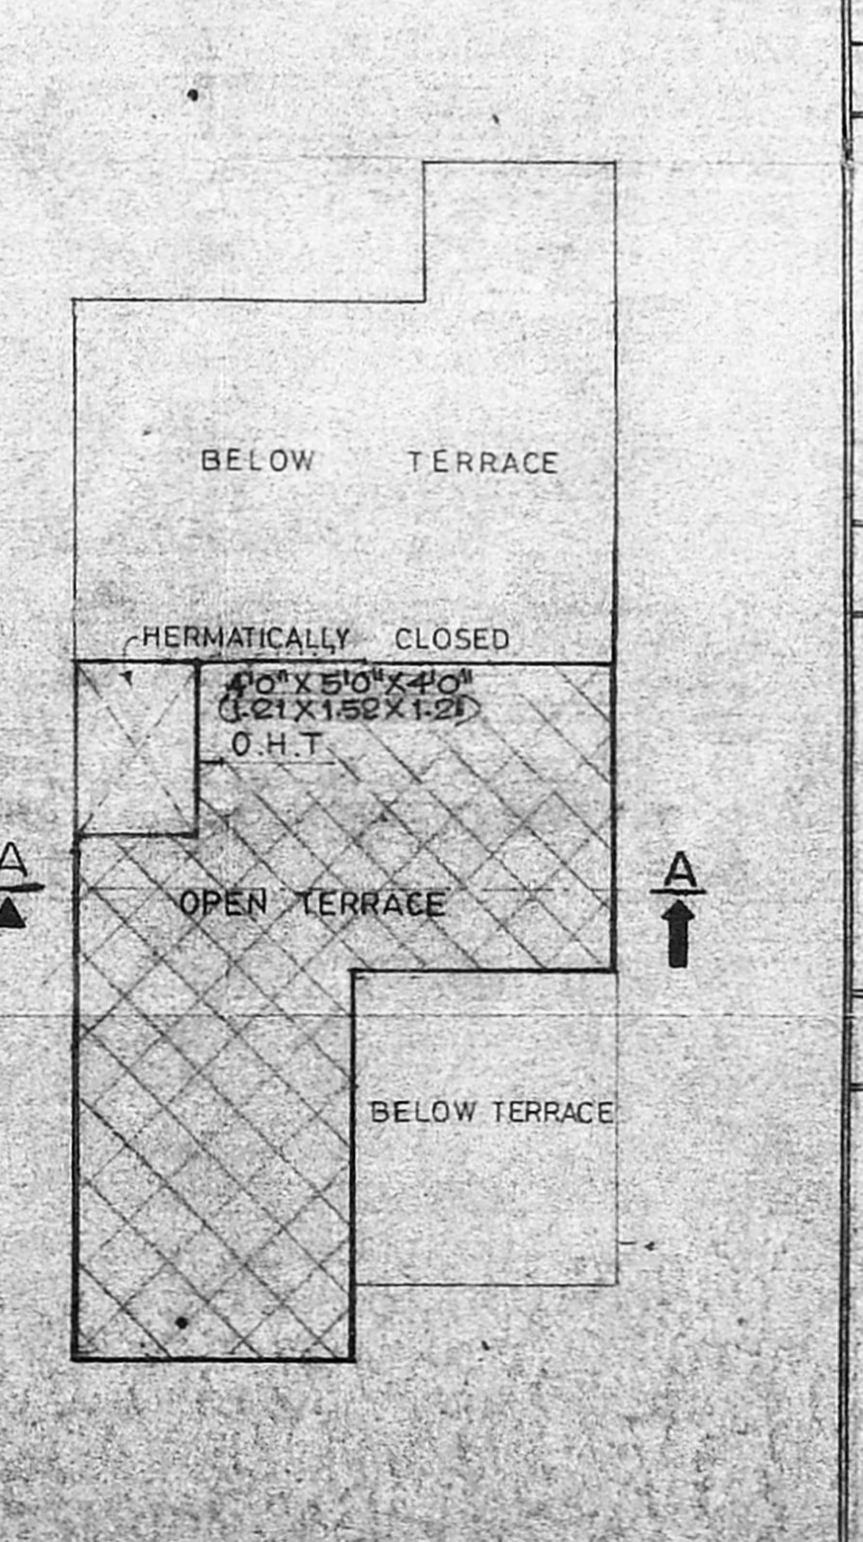 BELOW TERRACE
HERMATICALLY CLOSED
4'0" X 5'0" X 4'0"
(1.21 X 1.52 X 1.21)
O.H.T
A
A
OPEN TERRACE
BELOW TERRACE